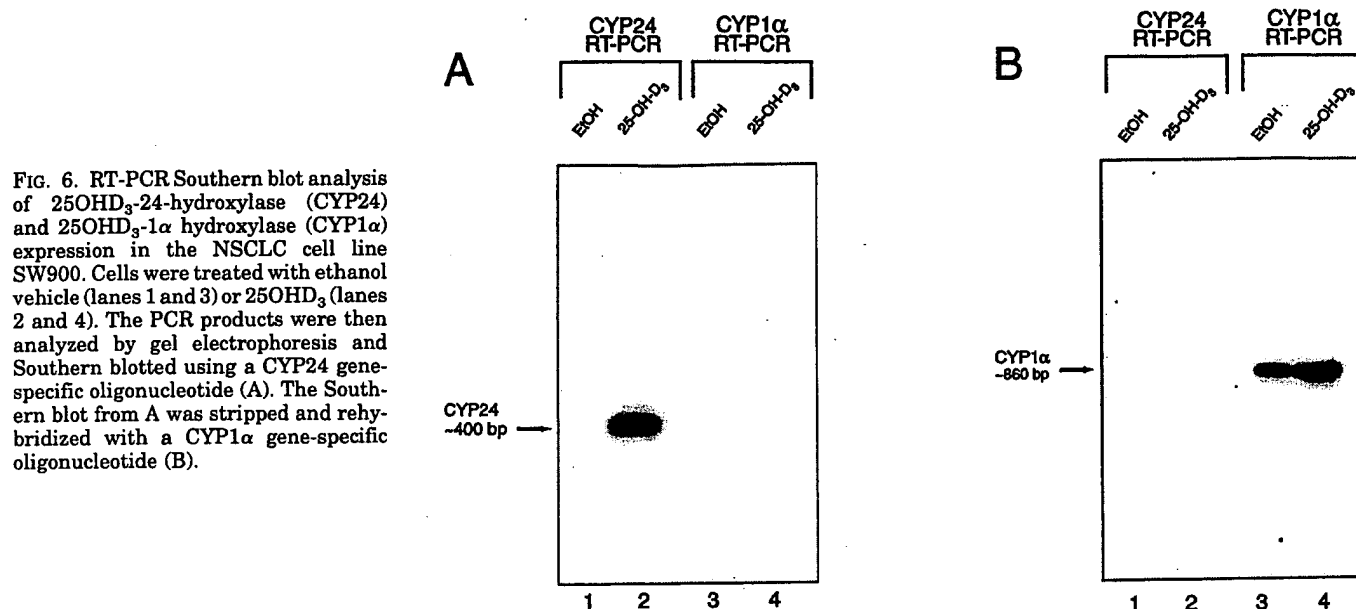 FIG. 6. RT-PCR Southern blot analysis
of 25OHD₃-24-hydroxylase (CYP24)
and 25OHD₃-1α hydroxylase (CYP1α)
expression in the NSCLC cell line
SW900. Cells were treated with ethanol
vehicle (lanes 1 and 3) or 25OHD₃ (lanes
2 and 4). The PCR products were then
analyzed by gel electrophoresis and
Southern blotted using a CYP24 gene-
specific oligonucleotide (A). The South-
ern blot from A was stripped and rehy-
bridized with a CYP1α gene-specific
oligonucleotide (B).
A
CYP24 CYP1α
RT-PCR RT-PCR
EtOH 25-OH-D₃ EtOH 25-OH-D₃
CYP24
~400 bp
1 2 3 4
B
CYP24 CYP1α
RT-PCR RT-PCR
EtOH 25-OH-D₃ EtOH 25-OH-D₃
CYP1α
~860 bp
1 2 3 4